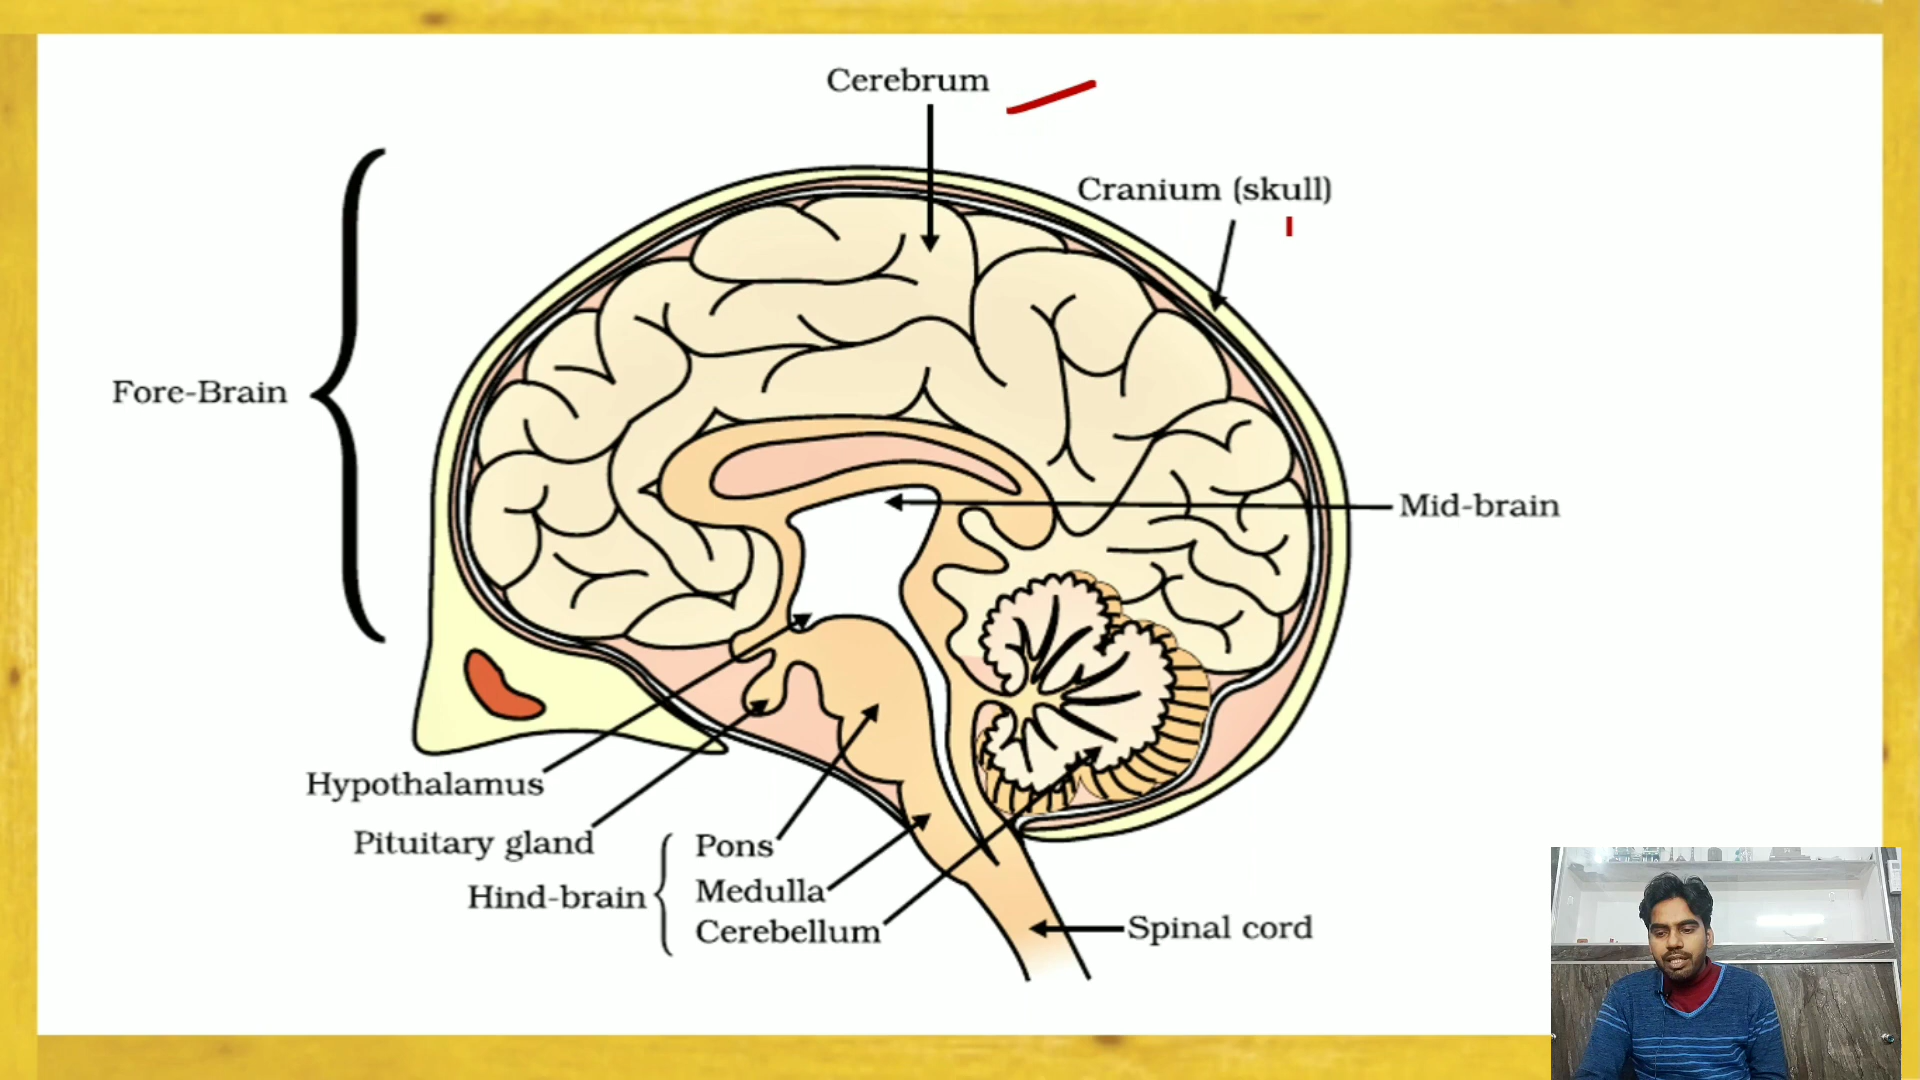 Cerebrum
Cranium (skull)
Fore-Brain
Mid-brain
Hypothalamus
Pituitary gland
Hind-brain
Pons
Medulla
Cerebellum
Spinal cord